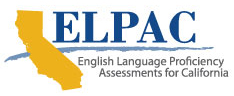 ELPAC
English Language Proficiency
Assessments for California